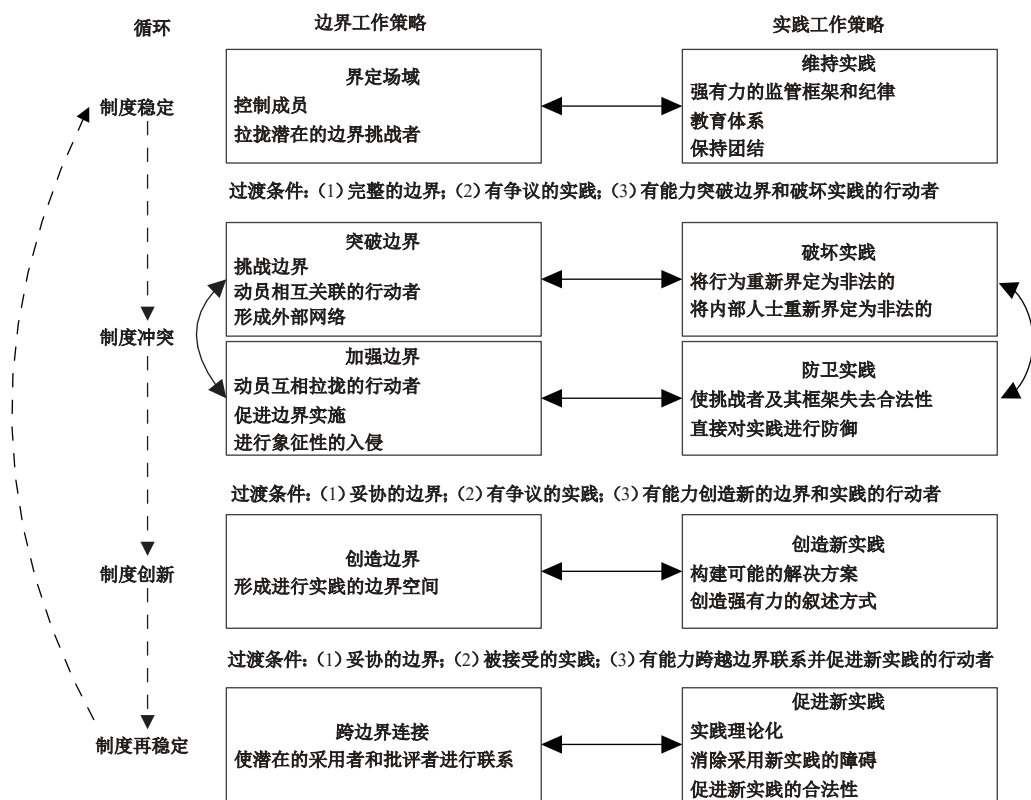 循环
边界工作策略
实践工作策略
制度稳定
界定场域
控制成员
拉拢潜在的边界挑战者
维持实践
强有力的监管框架和纪律
教育体系
保持团结
过渡条件:(1)完整的边界;(2)有争议的实践;(3)有能力突破边界和破坏实践的行动者
制度冲突
突破边界
挑战边界
动员相互关联的行动者
形成外部网络
破坏实践
将行为重新界定为非法的
将内部人士重新界定为非法的
加强边界
动员互相拉拢的行动者
促进边界实施
进行象征性的入侵
防卫实践
使挑战者及其框架失去合法性
直接对实践进行防御
过渡条件:(1)妥协的边界;(2)有争议的实践;(3)有能力创造新的边界和实践的行动者
制度创新
创造边界
形成进行实践的边界空间
创造新实践
构建可能的解决方案
创造强有力的叙述方式
过渡条件:(1)妥协的边界;(2)被接受的实践;(3)有能力跨越边界联系并促进新实践的行动者
制度再稳定
跨边界连接
使潜在的采用者和批评者进行联系
促进新实践
实践理论化
消除采用新实践的障碍
促进新实践的合法性